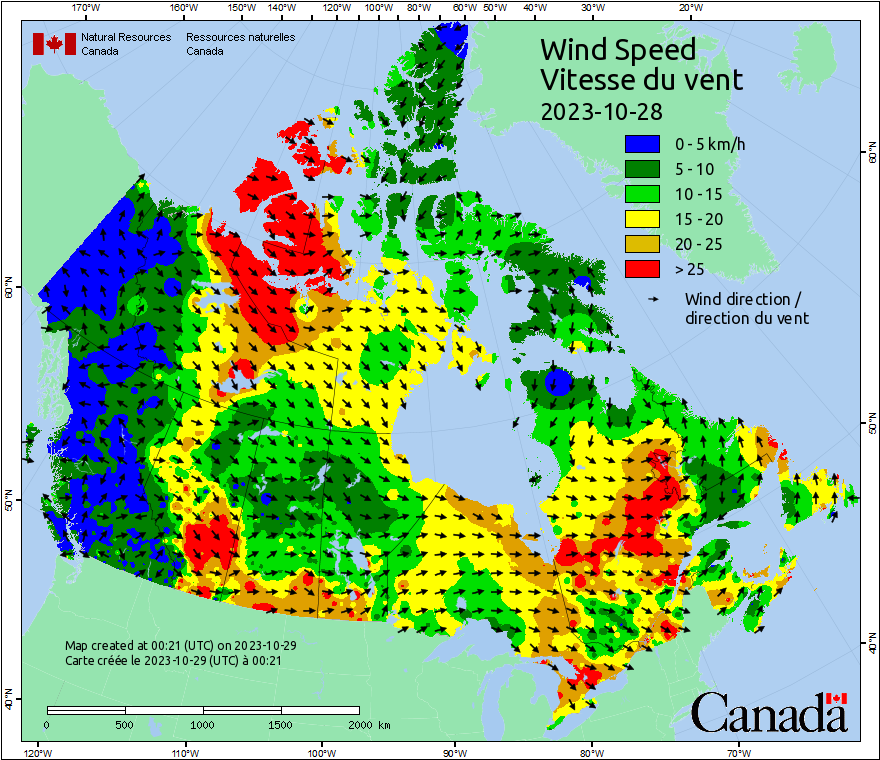 170°W 160°W 150°W 140°W 130°W 120°W 110°W 100°W 90°W 80°W 70°W 60°W 50°W 40°W 30°W 20°W
Natural Resources Ressources naturelles
Canada Canada
Wind Speed
Vitesse du vent
2023-10-28
0 - 5 km/h
5 - 10
10 - 15
15 - 20
20 - 25
> 25
Wind direction /
direction du vent
60°N
60°N
50°N
50°N
40°N
40°N
Map created at 00:21 (UTC) on 2023-10-29
Carte créée le 2023-10-29 (UTC) à 00:21
0 500 1000 1500 2000 km
Canada
120°W 110°W 100°W 90°W 80°W 70°W